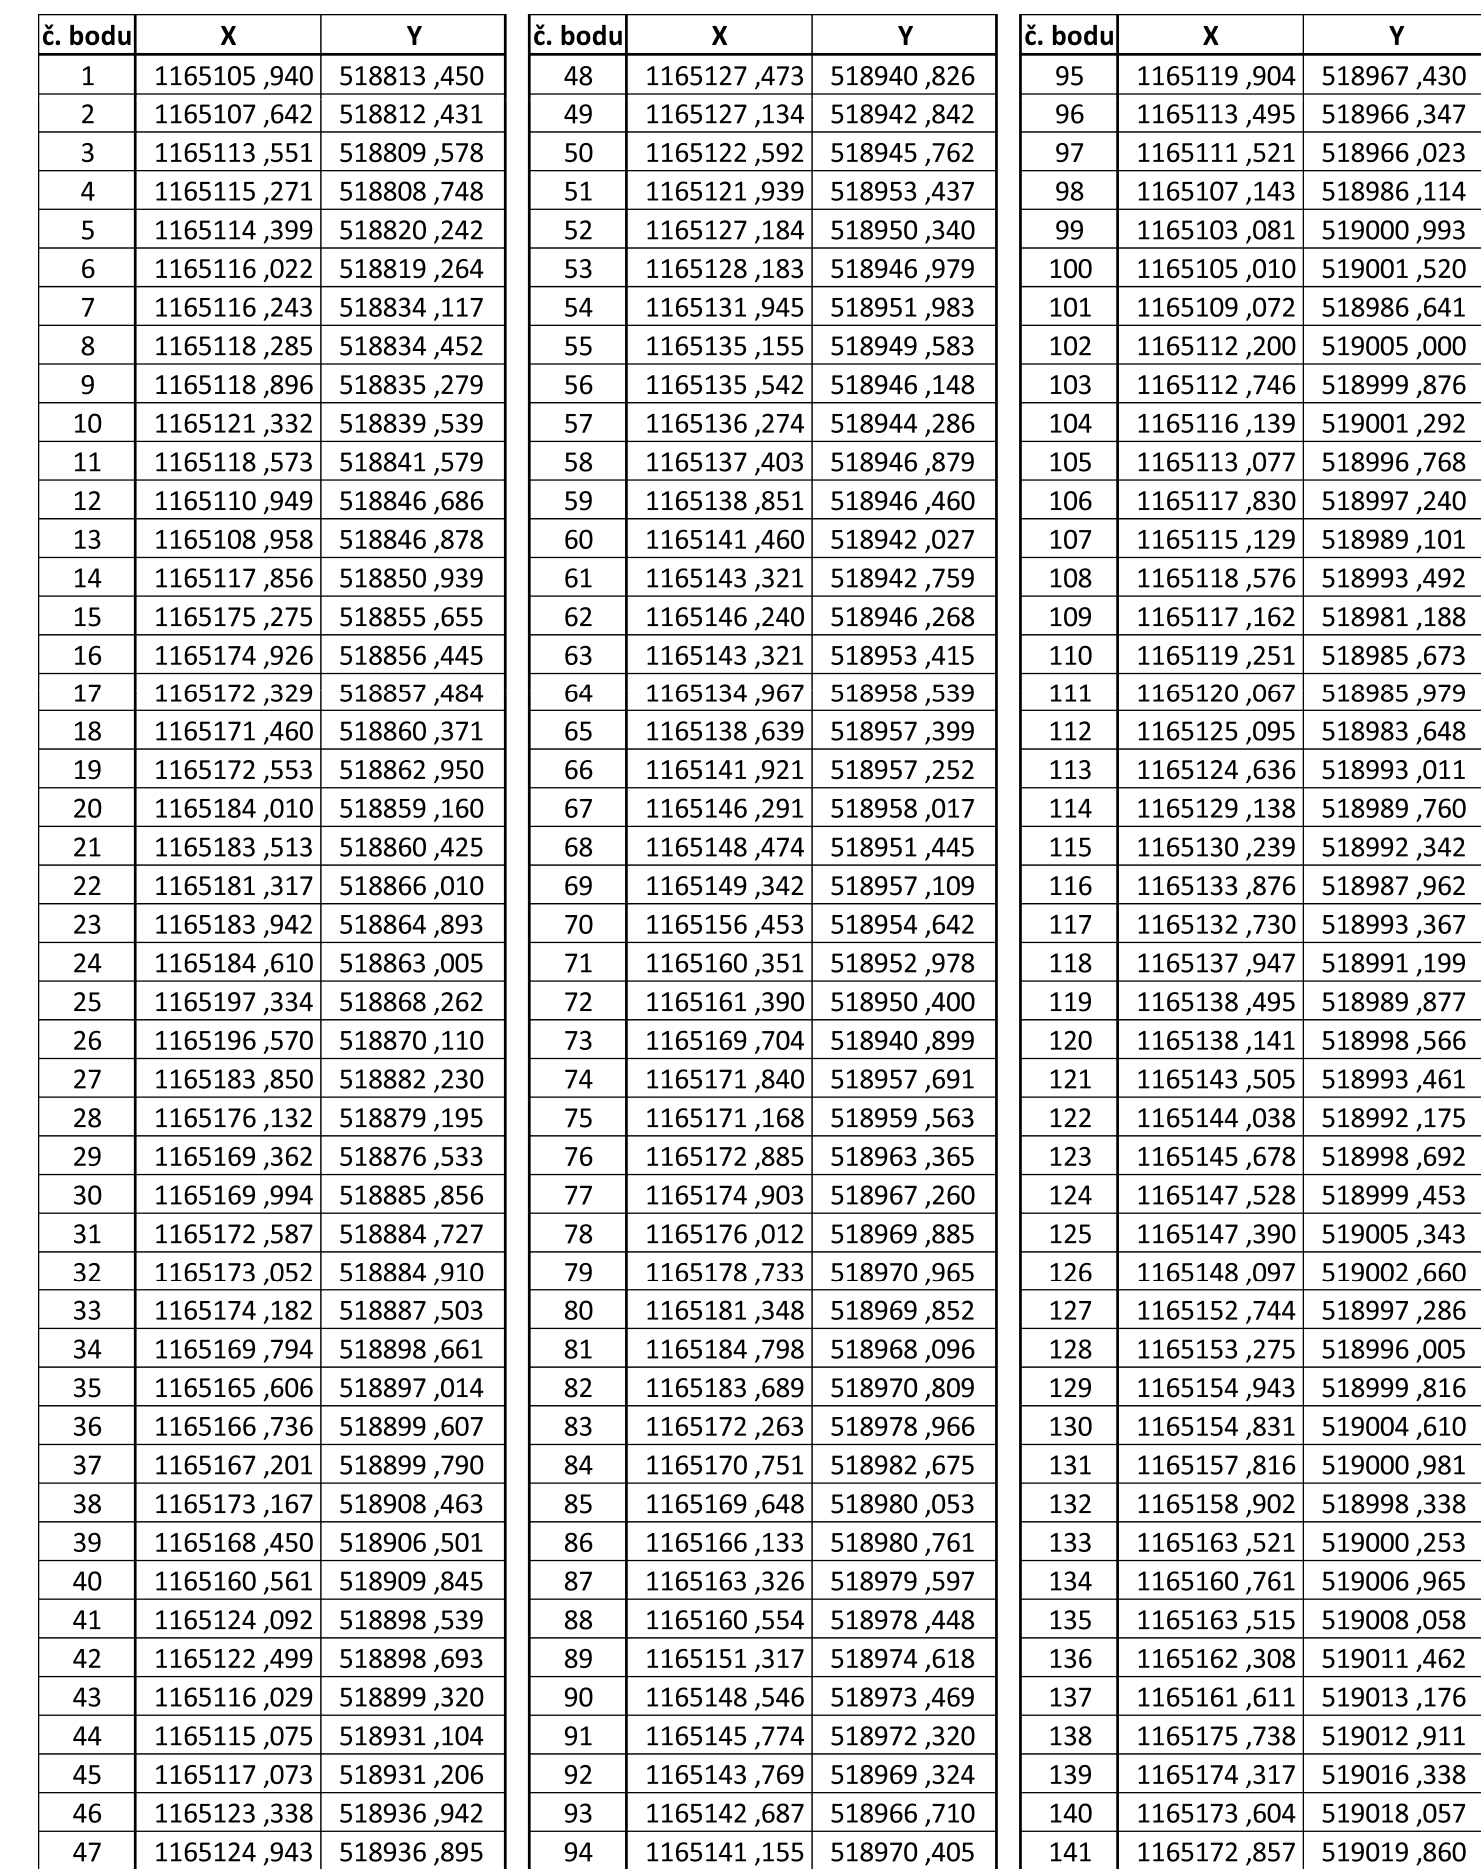 č. bodu X Y č. bodu X Y č. bodu X Y
1 1165105 ,940 518813 ,450 48 1165127 ,473 518940 ,826 95 1165119 ,904 518967 ,430
2 1165107 ,642 518812 ,431 49 1165127 ,134 518942 ,842 96 1165113 ,495 518966 ,347
3 1165113 ,551 518809 ,578 50 1165122 ,592 518945 ,762 97 1165111 ,521 518966 ,023
4 1165115 ,271 518808 ,748 51 1165121 ,939 518953 ,437 98 1165107 ,143 518986 ,114
5 1165114 ,399 518820 ,242 52 1165127 ,184 518950 ,340 99 1165103 ,081 519000 ,993
6 1165116 ,022 518819 ,264 53 1165128 ,183 518946 ,979 100 1165105 ,010 519001 ,520
7 1165116 ,243 518834 ,117 54 1165131 ,945 518951 ,983 101 1165109 ,072 518986 ,641
8 1165118 ,285 518834 ,452 55 1165135 ,155 518949 ,583 102 1165112 ,200 519005 ,000
9 1165118 ,896 518835 ,279 56 1165135 ,542 518946 ,148 103 1165112 ,746 518999 ,876
10 1165121 ,332 518839 ,539 57 1165136 ,274 518944 ,286 104 1165116 ,139 519001 ,292
11 1165118 ,573 518841 ,579 58 1165137 ,403 518946 ,879 105 1165113 ,077 518996 ,768
12 1165110 ,949 518846 ,686 59 1165138 ,851 518946 ,460 106 1165117 ,830 518997 ,240
13 1165108 ,958 518846 ,878 60 1165141 ,460 518942 ,027 107 1165115 ,129 518989 ,101
14 1165117 ,856 518850 ,939 61 1165143 ,321 518942 ,759 108 1165118 ,576 518993 ,492
15 1165175 ,275 518855 ,655 62 1165146 ,240 518946 ,268 109 1165117 ,162 518981 ,188
16 1165174 ,926 518856 ,445 63 1165143 ,321 518953 ,415 110 1165119 ,251 518985 ,673
17 1165172 ,329 518857 ,484 64 1165134 ,967 518958 ,539 111 1165120 ,067 518985 ,979
18 1165171 ,460 518860 ,371 65 1165138 ,639 518957 ,399 112 1165125 ,095 518983 ,648
19 1165172 ,553 518862 ,950 66 1165141 ,921 518957 ,252 113 1165124 ,636 518993 ,011
20 1165184 ,010 518859 ,160 67 1165146 ,291 518958 ,017 114 1165129 ,138 518989 ,760
21 1165183 ,513 518860 ,425 68 1165148 ,474 518951 ,445 115 1165130 ,239 518992 ,342
22 1165181 ,317 518866 ,010 69 1165149 ,342 518957 ,109 116 1165133 ,876 518987 ,962
23 1165183 ,942 518864 ,893 70 1165156 ,453 518954 ,642 117 1165132 ,730 518993 ,367
24 1165184 ,610 518863 ,005 71 1165160 ,351 518952 ,978 118 1165137 ,947 518991 ,199
25 1165197 ,334 518868 ,262 72 1165161 ,390 518950 ,400 119 1165138 ,495 518989 ,877
26 1165196 ,570 518870 ,110 73 1165169 ,704 518940 ,899 120 1165138 ,141 518998 ,566
27 1165183 ,850 518882 ,230 74 1165171 ,840 518957 ,691 121 1165143 ,505 518993 ,461
28 1165176 ,132 518879 ,195 75 1165171 ,168 518959 ,563 122 1165144 ,038 518992 ,175
29 1165169 ,362 518876 ,533 76 1165172 ,885 518963 ,365 123 1165145 ,678 518998 ,692
30 1165169 ,994 518885 ,856 77 1165174 ,903 518967 ,260 124 1165147 ,528 518999 ,453
31 1165172 ,587 518884 ,727 78 1165176 ,012 518969 ,885 125 1165147 ,390 519005 ,343
32 1165173 ,052 518884 ,910 79 1165178 ,733 518970 ,965 126 1165148 ,097 519002 ,660
33 1165174 ,182 518887 ,503 80 1165181 ,348 518969 ,852 127 1165152 ,744 518997 ,286
34 1165169 ,794 518898 ,661 81 1165184 ,798 518968 ,096 128 1165153 ,275 518996 ,005
35 1165165 ,606 518897 ,014 82 1165183 ,689 518970 ,809 129 1165154 ,943 518999 ,816
36 1165166 ,736 518899 ,607 83 1165172 ,263 518978 ,966 130 1165154 ,831 519004 ,610
37 1165167 ,201 518899 ,790 84 1165170 ,751 518982 ,675 131 1165157 ,816 519000 ,981
38 1165173 ,167 518908 ,463 85 1165169 ,648 518980 ,053 132 1165158 ,902 518998 ,338
39 1165168 ,450 518906 ,501 86 1165166 ,133 518980 ,761 133 1165163 ,521 519000 ,253
40 1165160 ,561 518909 ,845 87 1165163 ,326 518979 ,597 134 1165160 ,761 519006 ,965
41 1165124 ,092 518898 ,539 88 1165160 ,554 518978 ,448 135 1165163 ,515 519008 ,058
42 1165122 ,499 518898 ,693 89 1165151 ,317 518974 ,618 136 1165162 ,308 519011 ,462
43 1165116 ,029 518899 ,320 90 1165148 ,546 518973 ,469 137 1165161 ,611 519013 ,176
44 1165115 ,075 518931 ,104 91 1165145 ,774 518972 ,320 138 1165175 ,738 519012 ,911
45 1165117 ,073 518931 ,206 92 1165143 ,769 518969 ,324 139 1165174 ,317 519016 ,338
46 1165123 ,338 518936 ,942 93 1165142 ,687 518966 ,710 140 1165173 ,604 519018 ,057
47 1165124 ,943 518936 ,895 94 1165141 ,155 518970 ,405 141 1165172 ,857 519019 ,860